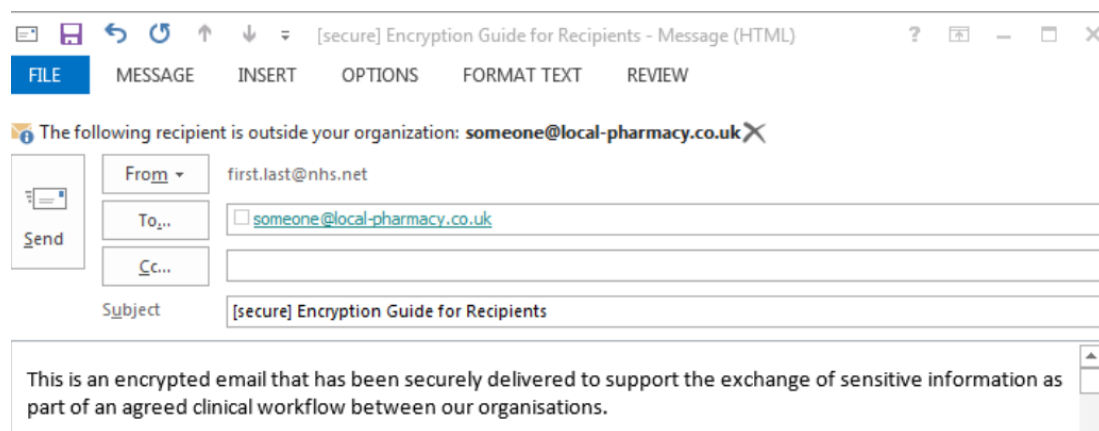 [secure] Encryption Guide for Recipients - Message (HTML) ?
FILE MESSAGE INSERT OPTIONS FORMAT TEXT REVIEW
The following recipient is outside your organization: someone@local-pharmacy.co.uk
From first.last@nhs.net
To... someone@local-pharmacy.co.uk
Send
Cc...
Subject [secure] Encryption Guide for Recipients
This is an encrypted email that has been securely delivered to support the exchange of sensitive information as
part of an agreed clinical workflow between our organisations.